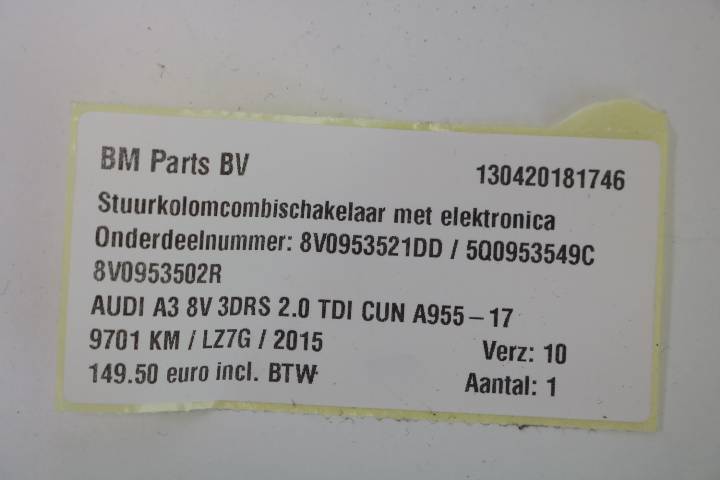 BM Parts BV 130420181746
Stuurkolomcombischakelaar met elektronica
Onderdeelnummer: 8V0953521DD / 5Q0953549C
8V0953502R
AUDI A3 8V 3DRS 2.0 TDI CUN A955-17
9701 KM / LZ7G / 2015 Verz: 10
149.50 euro incl. BTW Aantal: 1